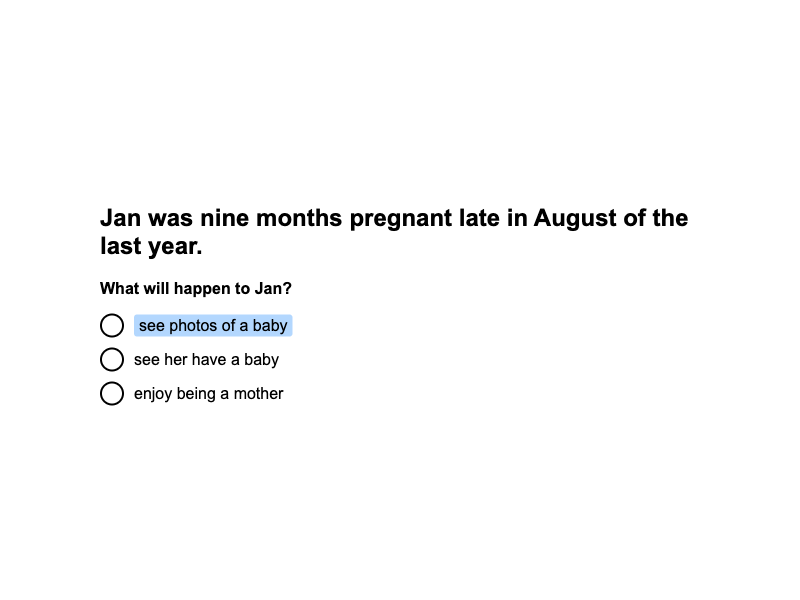 Jan was nine months pregnant late in August of the
last year.
What will happen to Jan?
see photos of a baby
see her have a baby
enjoy being a mother